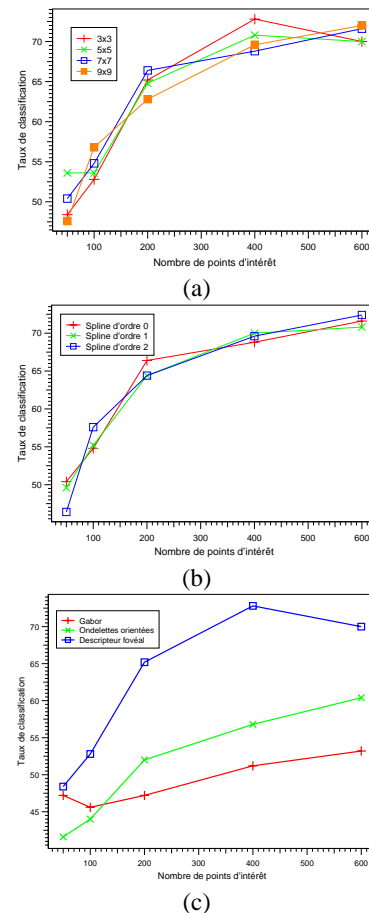 70
65
60
55
50
Taux de classification
3x3
5x5
7x7
9x9
100 200 300 400 500 600
Nombre de points d'intérêt
(a)
70
65
60
55
50
Taux de classification
Spline d'ordre 0
Spline d'ordre 1
Spline d'ordre 2
100 200 300 400 500 600
Nombre de points d'intérêt
(b)
70
65
60
55
50
45
Taux de classification
Gabor
Ondelettes orientées
Descripteur fovéal
100 200 300 400 500 600
Nombre de points d'intérêt
(c)